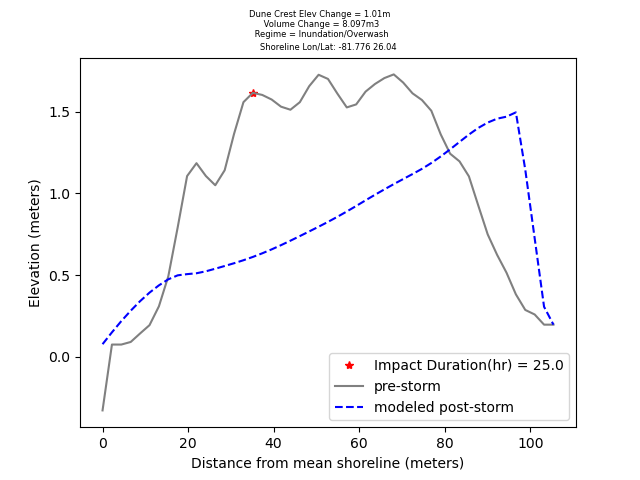 Dune Crest Elev Change = 1.01m
Volume Change = 8.097m3
Regime = Inundation/Overwash
Shoreline Lon/Lat: -81.776 26.04
1.5
1.0
0.5
0.0
Elevation (meters)
Impact Duration(hr) = 25.0
pre-storm
modeled post-storm
0 20 40 60 80 100
Distance from mean shoreline (meters)